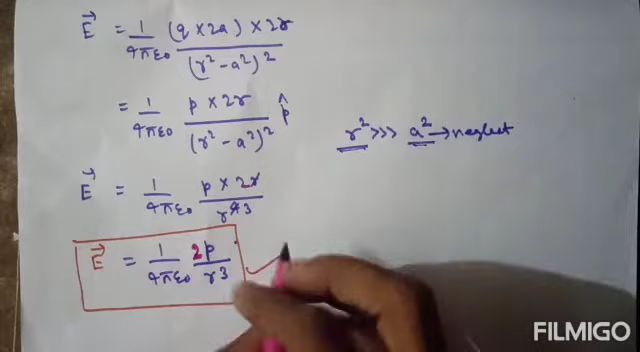 E⃗ = 1/4πε0 (q × 2a) × 2r / (r² - a²)²
= 1/4πε0 p × 2r / (r² - a²)² p̂
r² >>> a² → neglect
E⃗ = 1/4πε0 p × 2r / r⁴3
E⃗ = 1/4πε0 2p / r3
FILMIGO